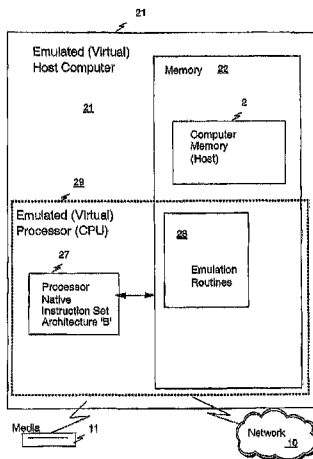 21
Emulated (Virtual)
Host Computer
Memory 22
21
2
Computer
Memory
(Host)
29
Emulated (Virtual)
Processor (CPU)
27
Processor
Native
Instruction Set
Architecture 'B'
28
Emulation
Routines
Media
11
Network
10